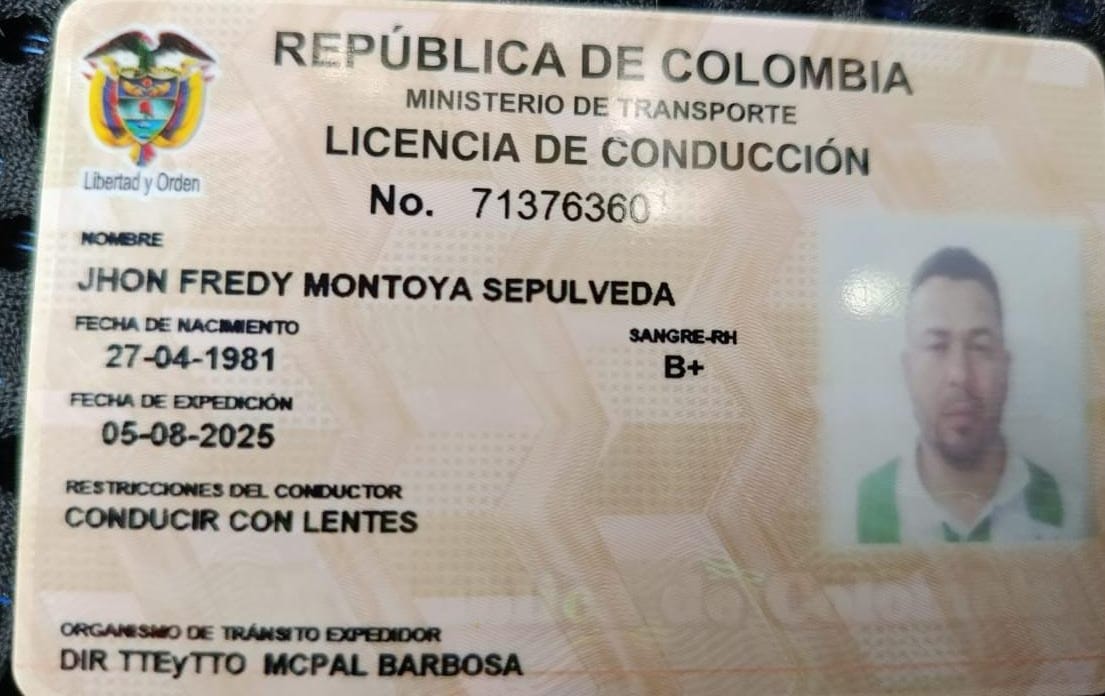 REPÚBLICA DE COLOMBIA
MINISTERIO DE TRANSPORTE
LICENCIA DE CONDUCCIÓN
Libertad y Orden
No. 71376360
NOMBRE
JHON FREDY MONTOYA SEPULVEDA
FECHA DE NACIMIENTO
27-04-1981
SANGRE-RH
B+
FECHA DE EXPEDICIÓN
05-08-2025
RESTRICCIONES DEL CONDUCTOR
CONDUCIR CON LENTES
ORGANISMO DE TRÁNSITO EXPEDIDOR
DIR TTEyTTO MCPAL BARBOSA